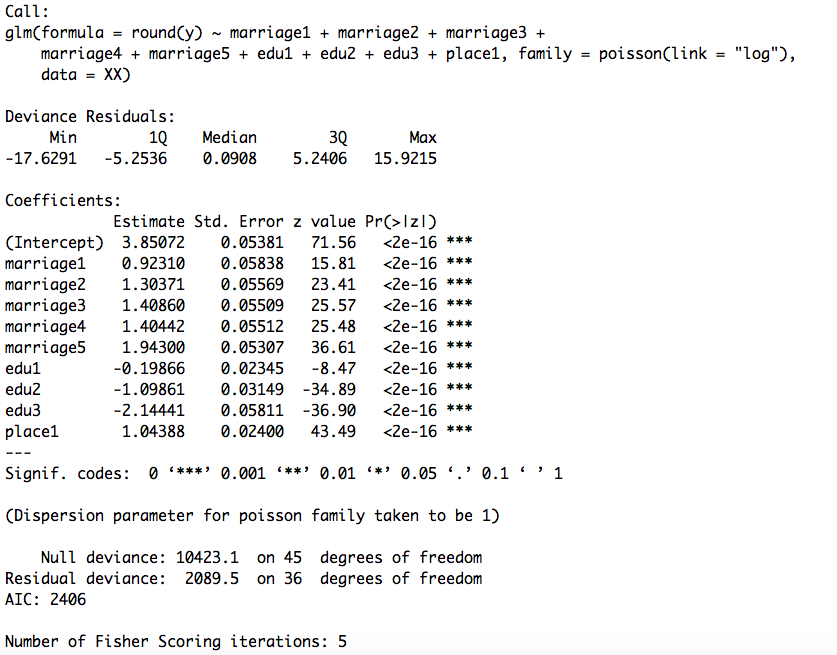 Call:
glm(formula = round(y) ~ marriage1 + marriage2 + marriage3 +
    marriage4 + marriage5 + edu1 + edu2 + edu3 + place1, family = poisson(link = "log"),
    data = XX)

Deviance Residuals:
     Min        1Q    Median        3Q       Max
-17.6291   -5.2536    0.0908    5.2406   15.9215

Coefficients:
            Estimate Std. Error z value Pr(>|z|)
(Intercept)  3.85072    0.05381   71.56   <2e-16 ***
marriage1    0.92310    0.05838   15.81   <2e-16 ***
marriage2    1.30371    0.05569   23.41   <2e-16 ***
marriage3    1.40860    0.05509   25.57   <2e-16 ***
marriage4    1.40442    0.05512   25.48   <2e-16 ***
marriage5    1.94300    0.05307   36.61   <2e-16 ***
edu1        -0.19866    0.02345   -8.47   <2e-16 ***
edu2        -1.09861    0.03149  -34.89   <2e-16 ***
edu3        -2.14441    0.05811  -36.90   <2e-16 ***
place1       1.04388    0.02400   43.49   <2e-16 ***
---
Signif. codes:  0 ‘***’ 0.001 ‘**’ 0.01 ‘*’ 0.05 ‘.’ 0.1 ‘ ’ 1

(Dispersion parameter for poisson family taken to be 1)

    Null deviance: 10423.1  on 45  degrees of freedom
Residual deviance:  2089.5  on 36  degrees of freedom
AIC: 2406

Number of Fisher Scoring iterations: 5